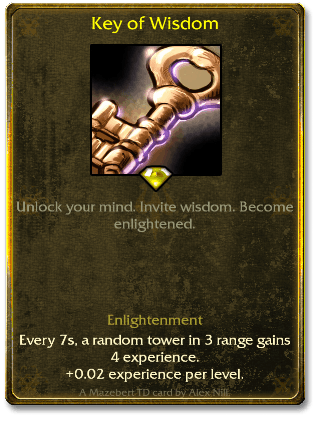 Key of Wisdom
Unlock your mind. Invite wisdom. Become
enlightened.
Enlightenment
Every 7s, a random tower in 3 range gains
4 experience.
+0.02 experience per level.
A Mazebert TD card by Alex Nill